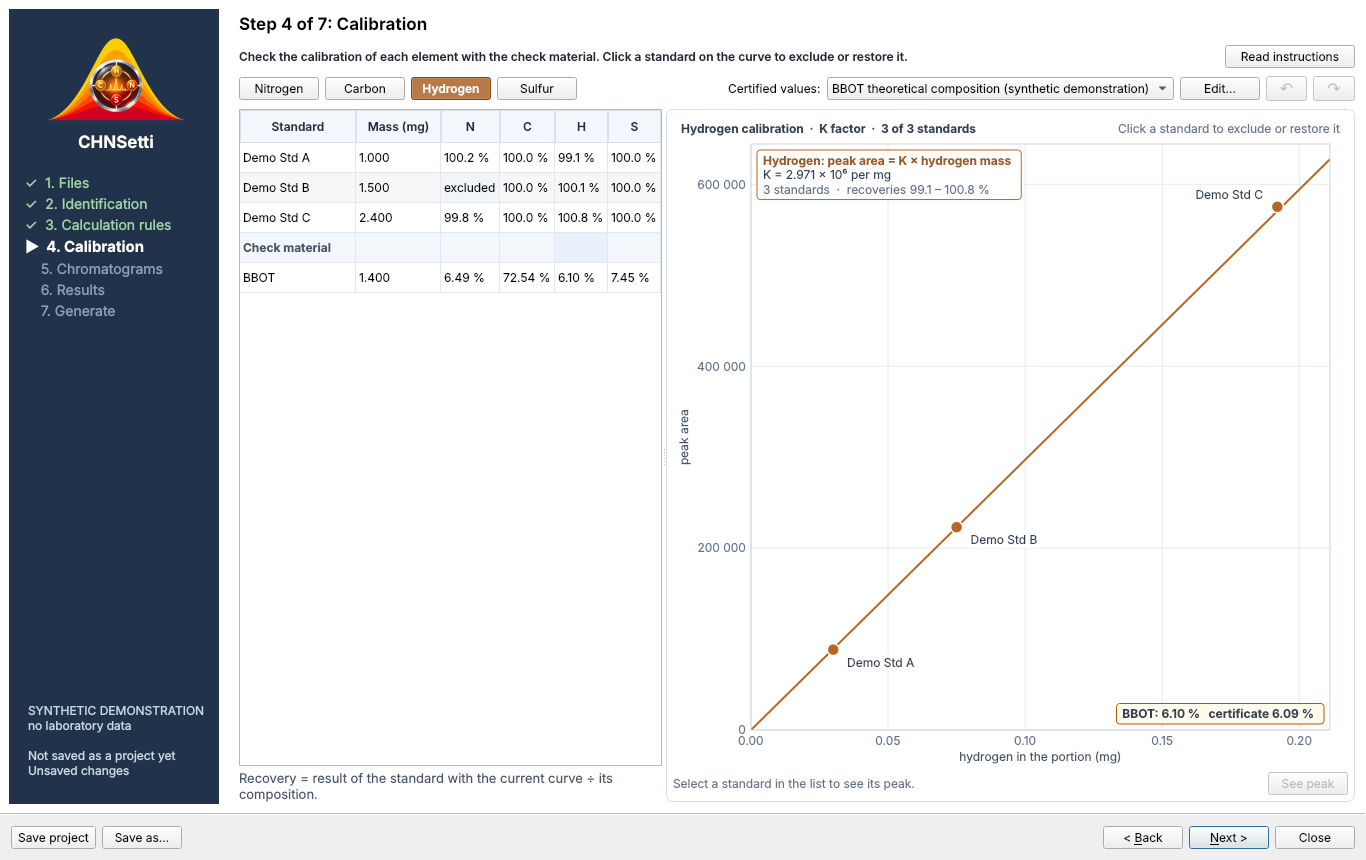 Step 4 of 7: Calibration
Check the calibration of each element with the check material. Click a standard on the curve to exclude or restore it.
Read instructions
Nitrogen Carbon Hydrogen Sulfur
Certified values: BBOT theoretical composition (synthetic demonstration) Edit...
CHNSetti
✓ 1. Files
✓ 2. Identification
✓ 3. Calculation rules
▶ 4. Calibration
5. Chromatograms
6. Results
7. Generate
SYNTHETIC DEMONSTRATION
no laboratory data
Not saved as a project yet
Unsaved changes
Standard Mass (mg) N C H S
Demo Std A 1.000 100.2 % 100.0 % 99.1 % 100.0 %
Demo Std B 1.500 excluded 100.0 % 100.1 % 100.0 %
Demo Std C 2.400 99.8 % 100.0 % 100.8 % 100.0 %
Check material
BBOT 1.400 6.49 % 72.54 % 6.10 % 7.45 %
Recovery = result of the standard with the current curve ÷ its
composition.
Hydrogen calibration · K factor · 3 of 3 standards
Click a standard to exclude or restore it
Hydrogen: peak area = K × hydrogen mass
K = 2.971 × 10⁶ per mg
3 standards · recoveries 99.1 – 100.8 %
600 000
400 000
200 000
0
peak area
Demo Std C
Demo Std B
Demo Std A
BBOT: 6.10 % certificate 6.09 %
0.00 0.05 0.10 0.15 0.20
hydrogen in the portion (mg)
Select a standard in the list to see its peak.
See peak
Save project Save as... < Back Next > Close